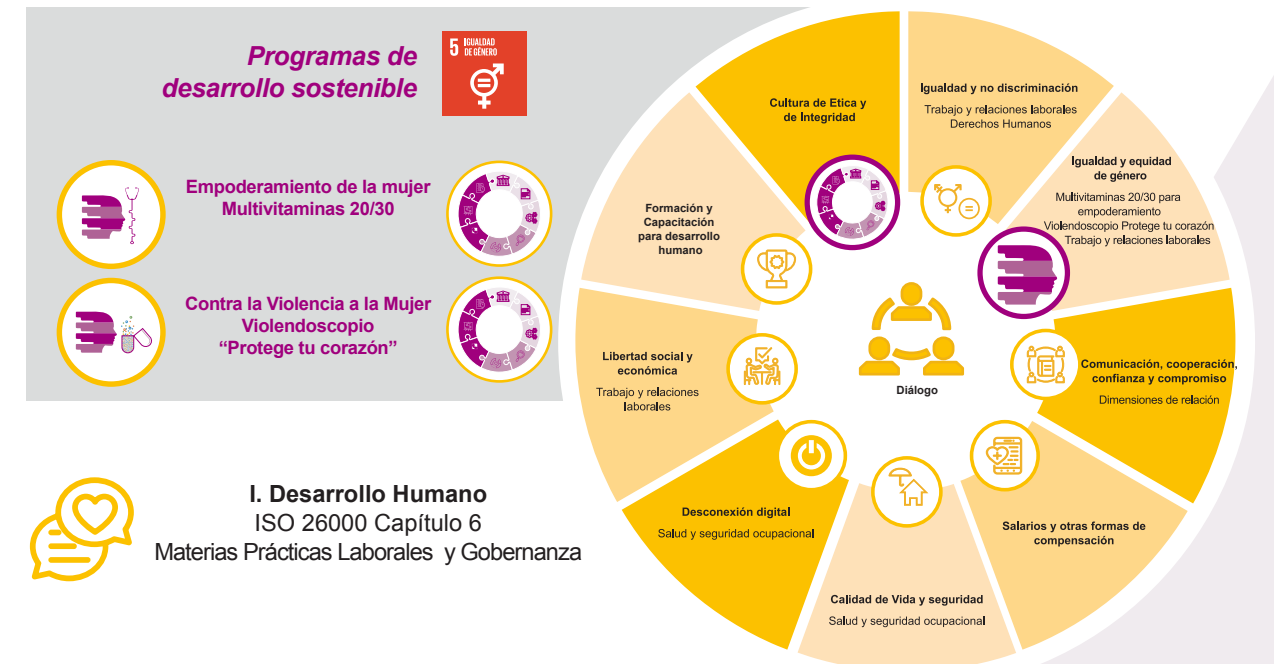 Programas de
desarrollo sostenible
5 IGUALDAD
DE GÉNERO
Empoderamiento de la mujer
Multivitaminas 20/30
Contra la Violencia a la Mujer
Violendoscopio
“Protege tu corazón”
I. Desarrollo Humano
ISO 26000 Capítulo 6
Materias Prácticas Laborales y Gobernanza
Cultura de Etica y
de Integridad
Igualdad y no discriminación
Trabajo y relaciones laborales
Derechos Humanos
Igualdad y equidad
de género
Multivitaminas 20/30 para
empoderamiento
Violendoscopio Protege tu corazón
Trabajo y relaciones laborales
Comunicación, cooperación,
confianza y compromiso
Dimensiones de relación
Salarios y otras formas de
compensación
Calidad de Vida y seguridad
Salud y seguridad ocupacional
Desconexión digital
Salud y seguridad ocupacional
Libertad social y
económica
Trabajo y relaciones
laborales
Formación y
Capacitación
para desarrollo
humano
Diálogo